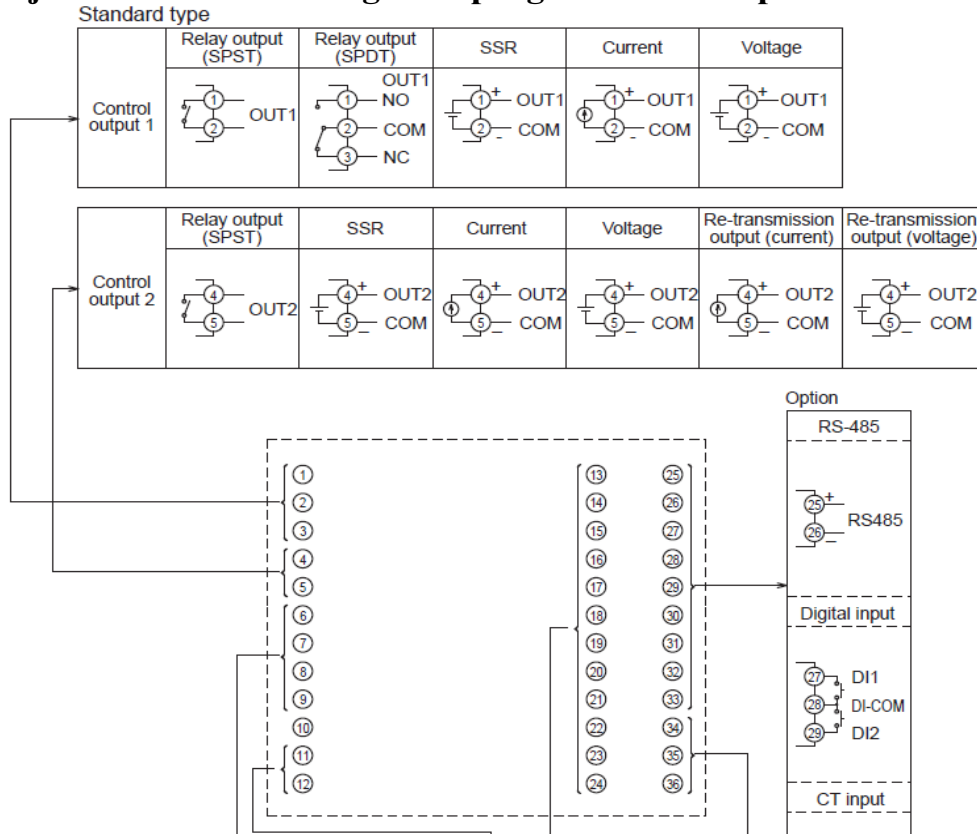 Standard type
Relay output (SPST)
Relay output (SPDT)
SSR
Current
Voltage
Control output 1
1
2
OUT1
OUT1
1
NO
2
COM
3
NC
1
+
OUT1
2
-
COM
1
+
OUT1
2
-
COM
1
+
OUT1
2
-
COM
Relay output (SPST)
SSR
Current
Voltage
Re-transmission output (current)
Re-transmission output (voltage)
Control output 2
4
5
OUT2
4
+
OUT2
5
-
COM
4
+
OUT2
5
-
COM
4
+
OUT2
5
-
COM
4
+
OUT2
5
-
COM
4
+
OUT2
5
-
COM
1
2
3
4
5
6
7
8
9
10
11
12
13
14
15
16
17
18
19
20
21
22
23
24
25
26
27
28
29
30
31
32
33
34
35
36
Option
RS-485
25
+
26
-
RS485
Digital input
27
DI1
28
DI-COM
29
DI2
CT input